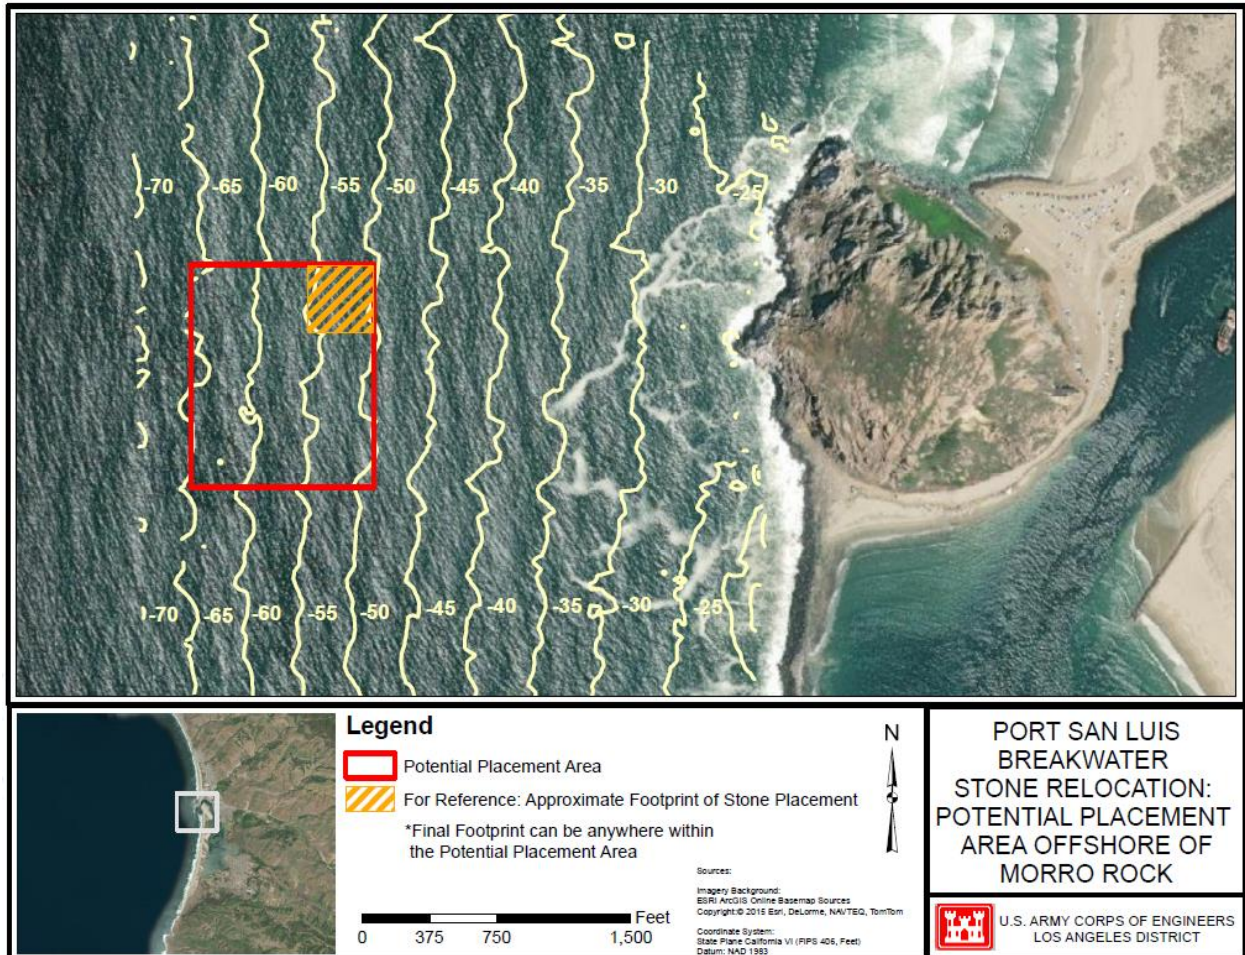 -70 -65 -60 -55 -50 -45 -40 -35 -30 -25
-70 -65 -60 -55 -50 -45 -40 -35 -30 -25
Legend
Potential Placement Area
For Reference: Approximate Footprint of Stone Placement
*Final Footprint can be anywhere within
the Potential Placement Area
N
Feet
0 375 750 1,500
Sources:
Imagery Background:
ESRI ArcGIS Online Basemap Sources
Copyright:© 2015 Esri, DeLorme, NAVTEQ, TomTom
Coordinate System:
State Plane California VI (FIPS 406, Feet)
Datum: NAD 1983
PORT SAN LUIS
BREAKWATER
STONE RELOCATION:
POTENTIAL PLACEMENT
AREA OFFSHORE OF
MORRO ROCK
U.S. ARMY CORPS OF ENGINEERS
LOS ANGELES DISTRICT